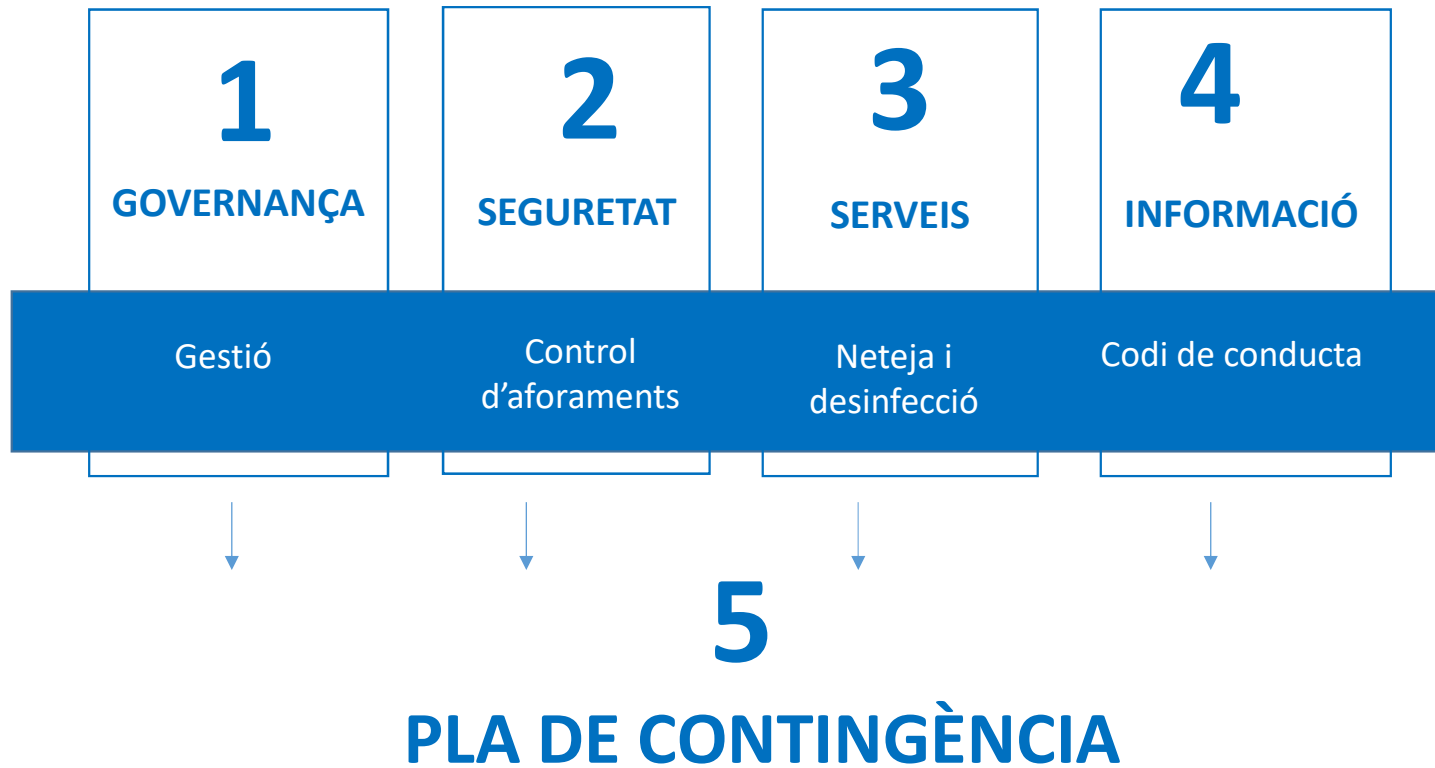 1
GOVERNANÇA
2
SEGURETAT
3
SERVEIS
4
INFORMACIÓ
Gestió
Control
d’aforaments
Neteja i
desinfecció
Codi de conducta
5
PLA DE CONTINGÈNCIA